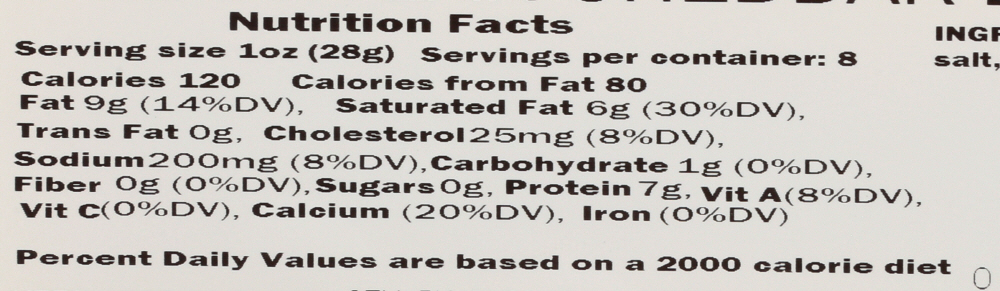 Nutrition Facts
Serving size 1oz (28g) Servings per container: 8
Calories 120 Calories from Fat 80
Fat 9g (14%DV), Saturated Fat 6g (30%DV),
Trans Fat 0g, Cholesterol 25mg (8%DV),
Sodium 200mg (8%DV), Carbohydrate 1g (0%DV),
Fiber 0g (0%DV), Sugars 0g, Protein 7g, Vit A(8%DV),
Vit C(0%DV), Calcium (20%DV), Iron (0%DV)
Percent Daily Values are based on a 2000 calorie diet
INGR
salt,